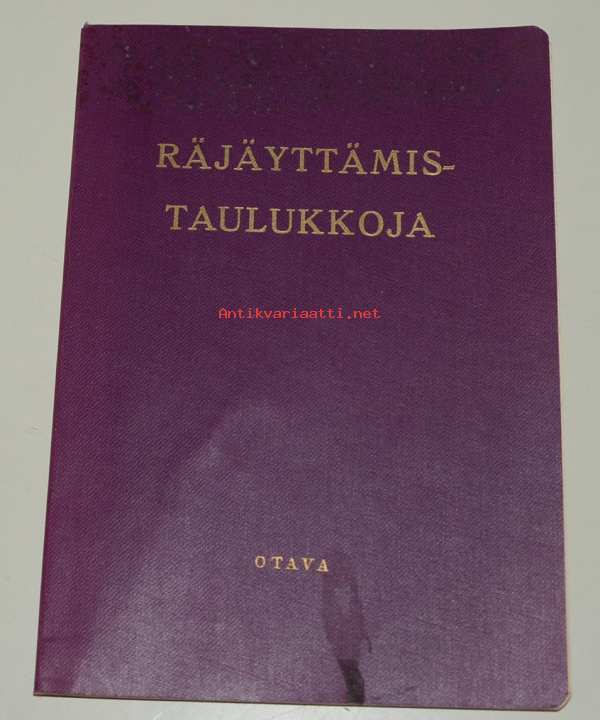 RÄJÄYTTÄMIS-
TAULUKKOJA
Antikvariaatti.net
OTAVA